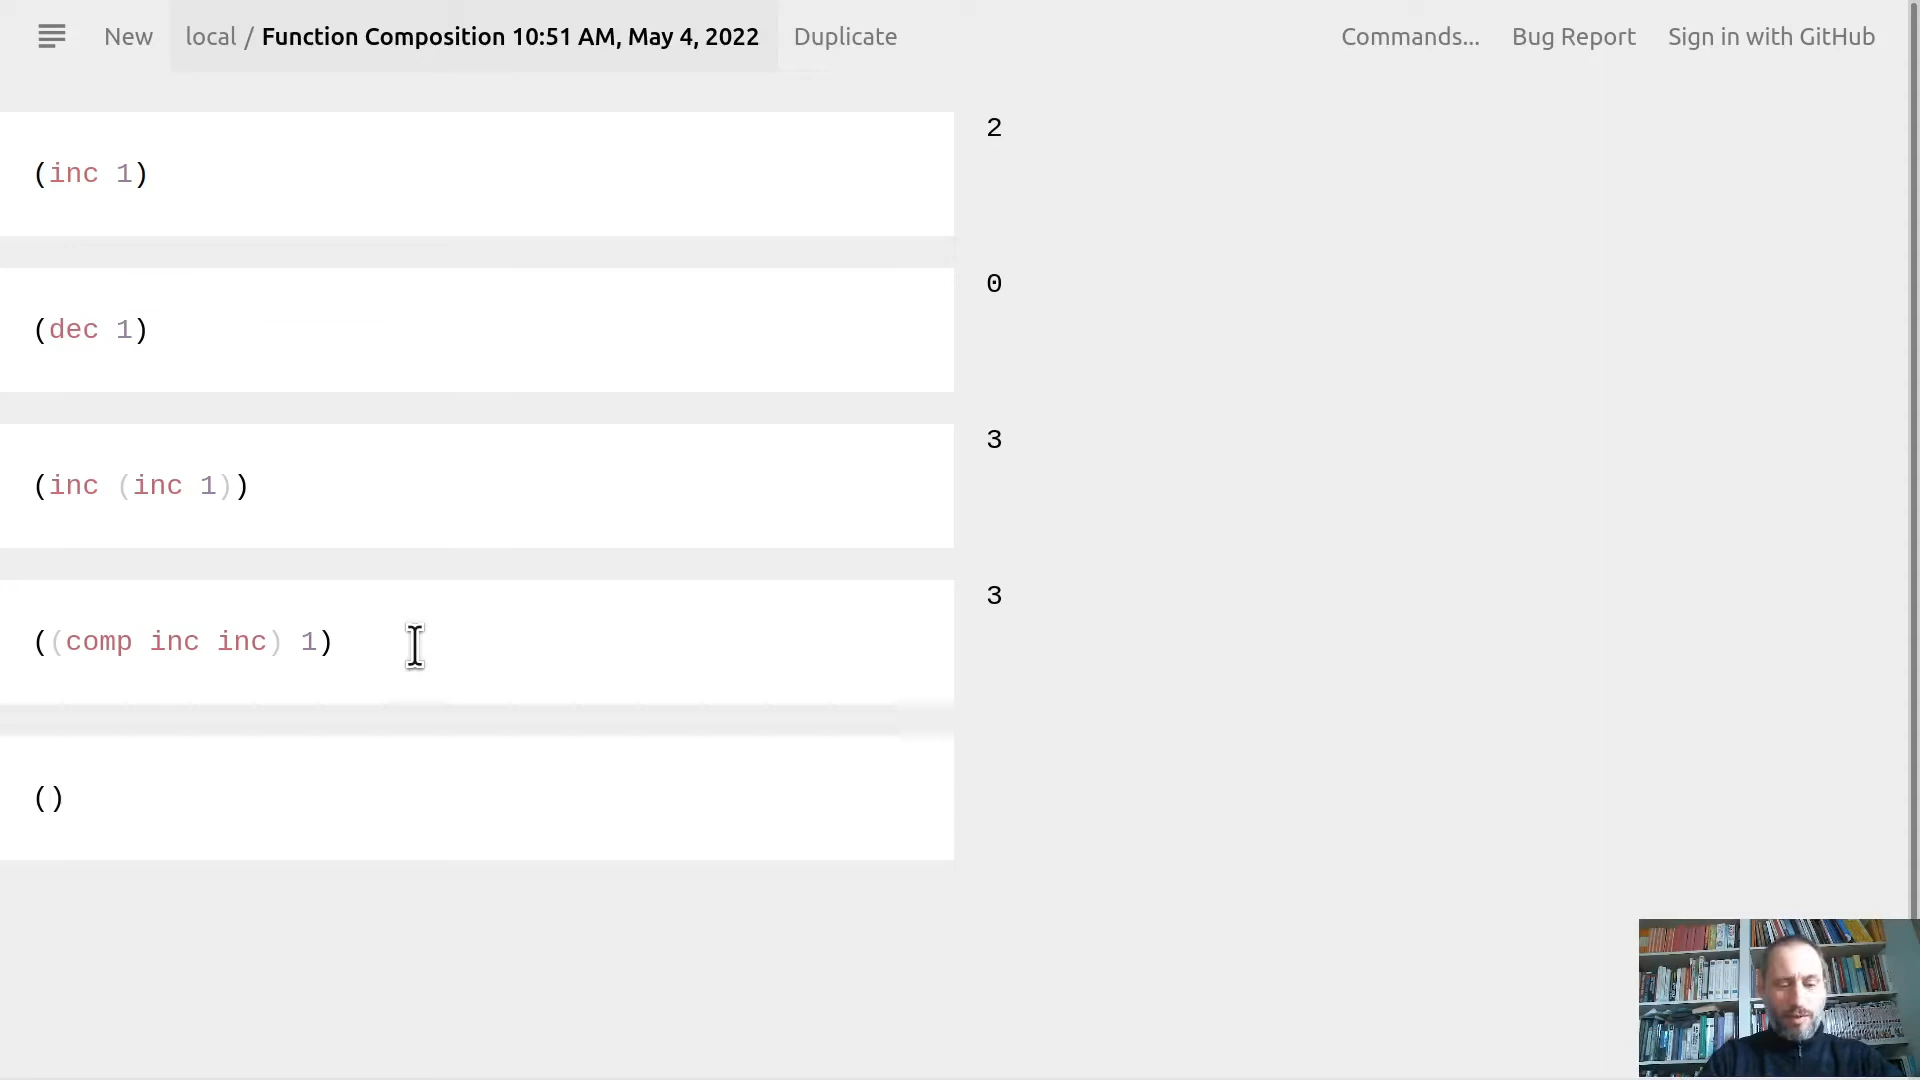 New local / Function Composition 10:51 AM, May 4, 2022 Duplicate Commands... Bug Report Sign in with GitHub
(inc 1)
2
(dec 1)
0
(inc (inc 1))
3
((comp inc inc) 1)
3
()